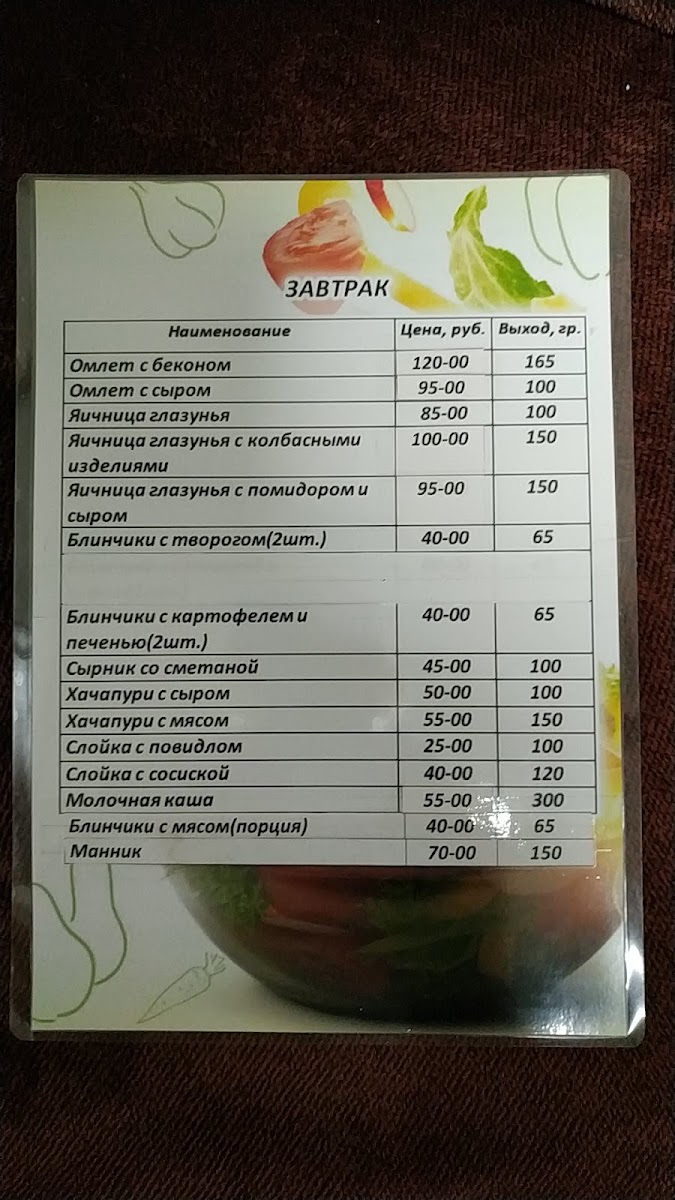 ЗАВТРАК
Наименование Цена, руб. Выход, гр.
Омлет с беконом 120-00 165
Омлет с сыром 95-00 100
Яичница глазунья 85-00 100
Яичница глазунья с колбасными 100-00 150
изделиями
Яичница глазунья с помидором и 95-00 150
сыром
Блинчики с творогом(2шт.) 40-00 65
Блинчики с картофелем и 40-00 65
печенью(2шт.)
Сырник со сметаной 45-00 100
Хачапури с сыром 50-00 100
Хачапури с мясом 55-00 150
Слойка с повидлом 25-00 100
Слойка с сосиской 40-00 120
Молочная каша 55-00 300
Блинчики с мясом(порция) 40-00 65
Манник 70-00 150